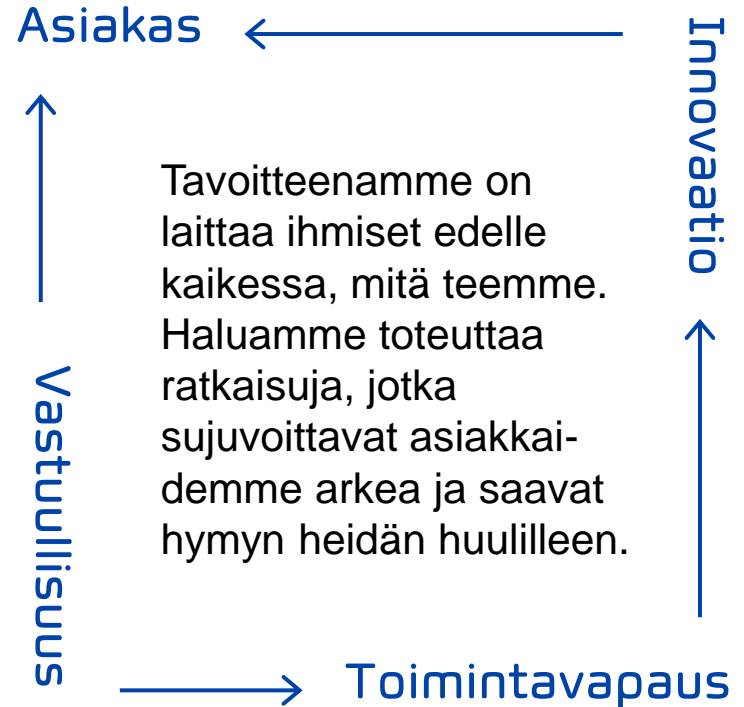 Asiakas
Innovaatio
Tavoitteenamme on
laittaa ihmiset edelle
kaikessa, mitä teemme.
Haluamme toteuttaa
ratkaisuja, jotka
sujuvoittavat asiakkai-
demme arkea ja saavat
hymyn heidän huulilleen.
Vastuullisuus
Toimintavapaus